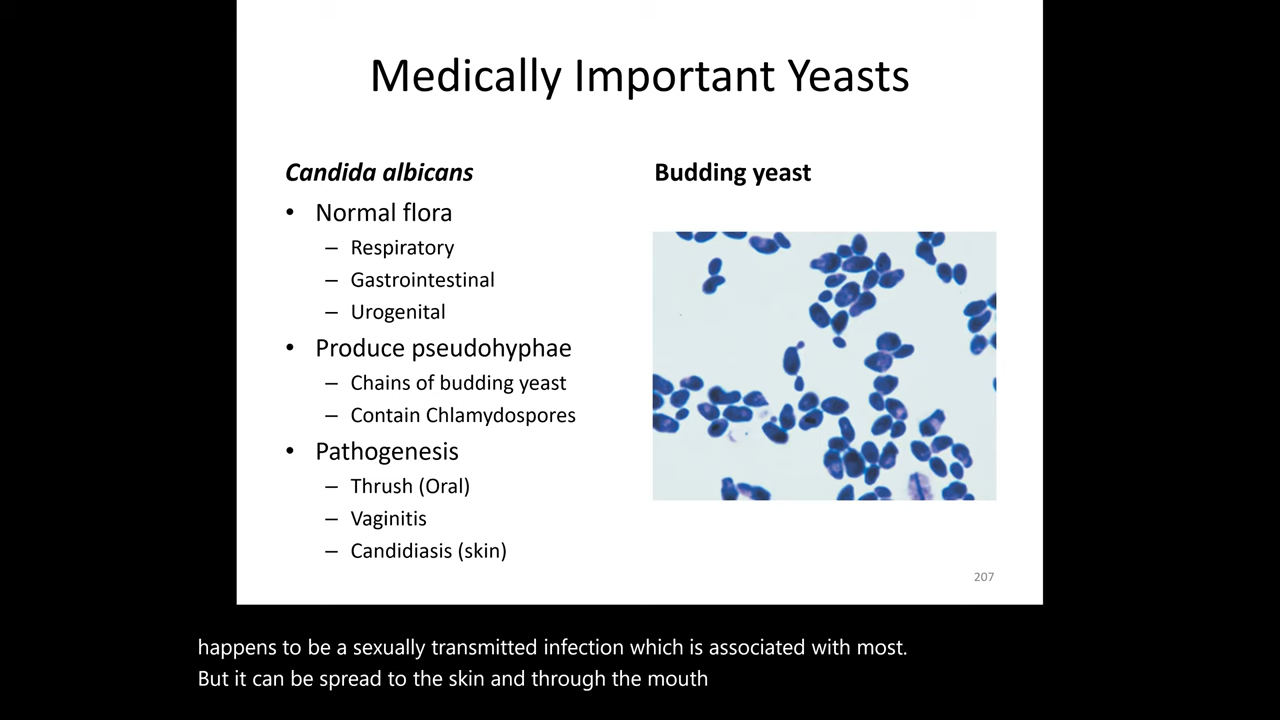 Medically Important Yeasts
Candida albicans
• Normal flora
– Respiratory
– Gastrointestinal
– Urogenital
• Produce pseudohyphae
– Chains of budding yeast
– Contain Chlamydospores
• Pathogenesis
– Thrush (Oral)
– Vaginitis
– Candidiasis (skin)
Budding yeast
207
happens to be a sexually transmitted infection which is associated with most.
But it can be spread to the skin and through the mouth